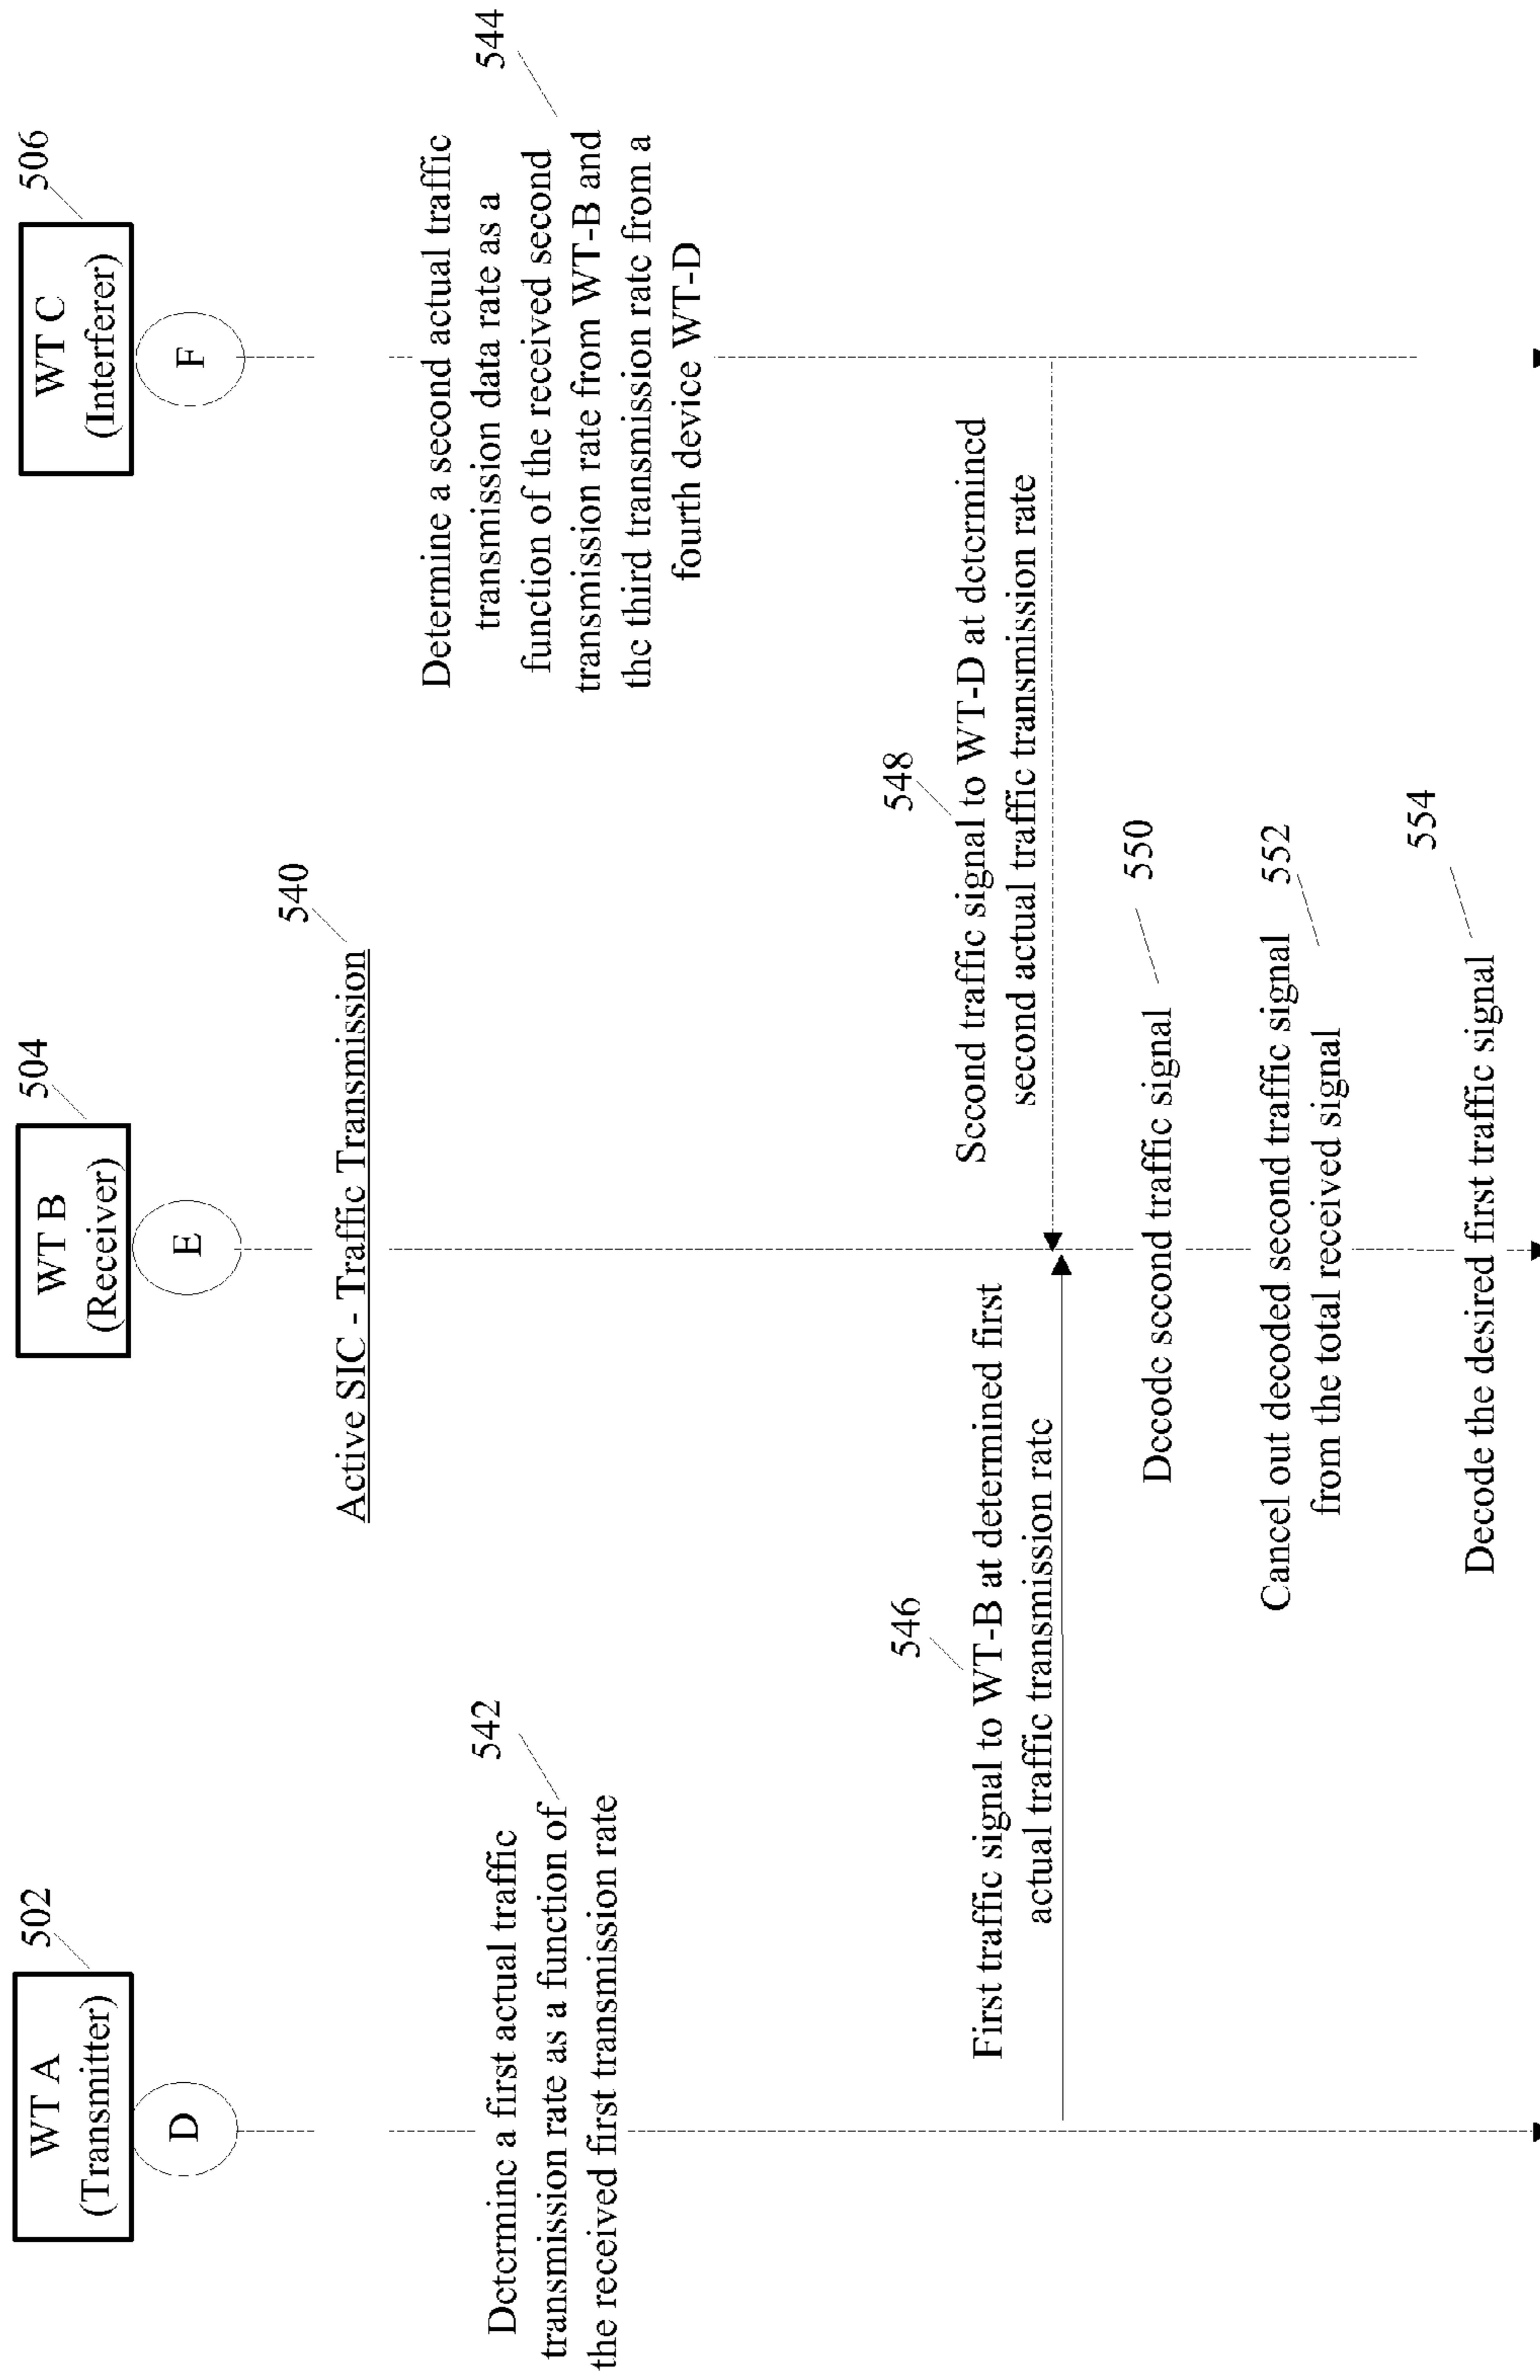 502
WT A
(Transmitter)
D
504
WT B
(Receiver)
E
506
WT C
(Interferer)
F
540
Active SIC - Traffic Transmission
542
Determine a first actual traffic
transmission rate as a function of
the received first transmission rate
544
Determine a second actual traffic
transmission data rate as a
function of the received second
transmission rate from WT-B and
the third transmission rate from a
fourth device WT-D
546
First traffic signal to WT-B at determined first
actual traffic transmission rate
548
Second traffic signal to WT-D at determined
second actual traffic transmission rate
550
Decode second traffic signal
552
Cancel out decoded second traffic signal
from the total received signal
554
Decode the desired first traffic signal